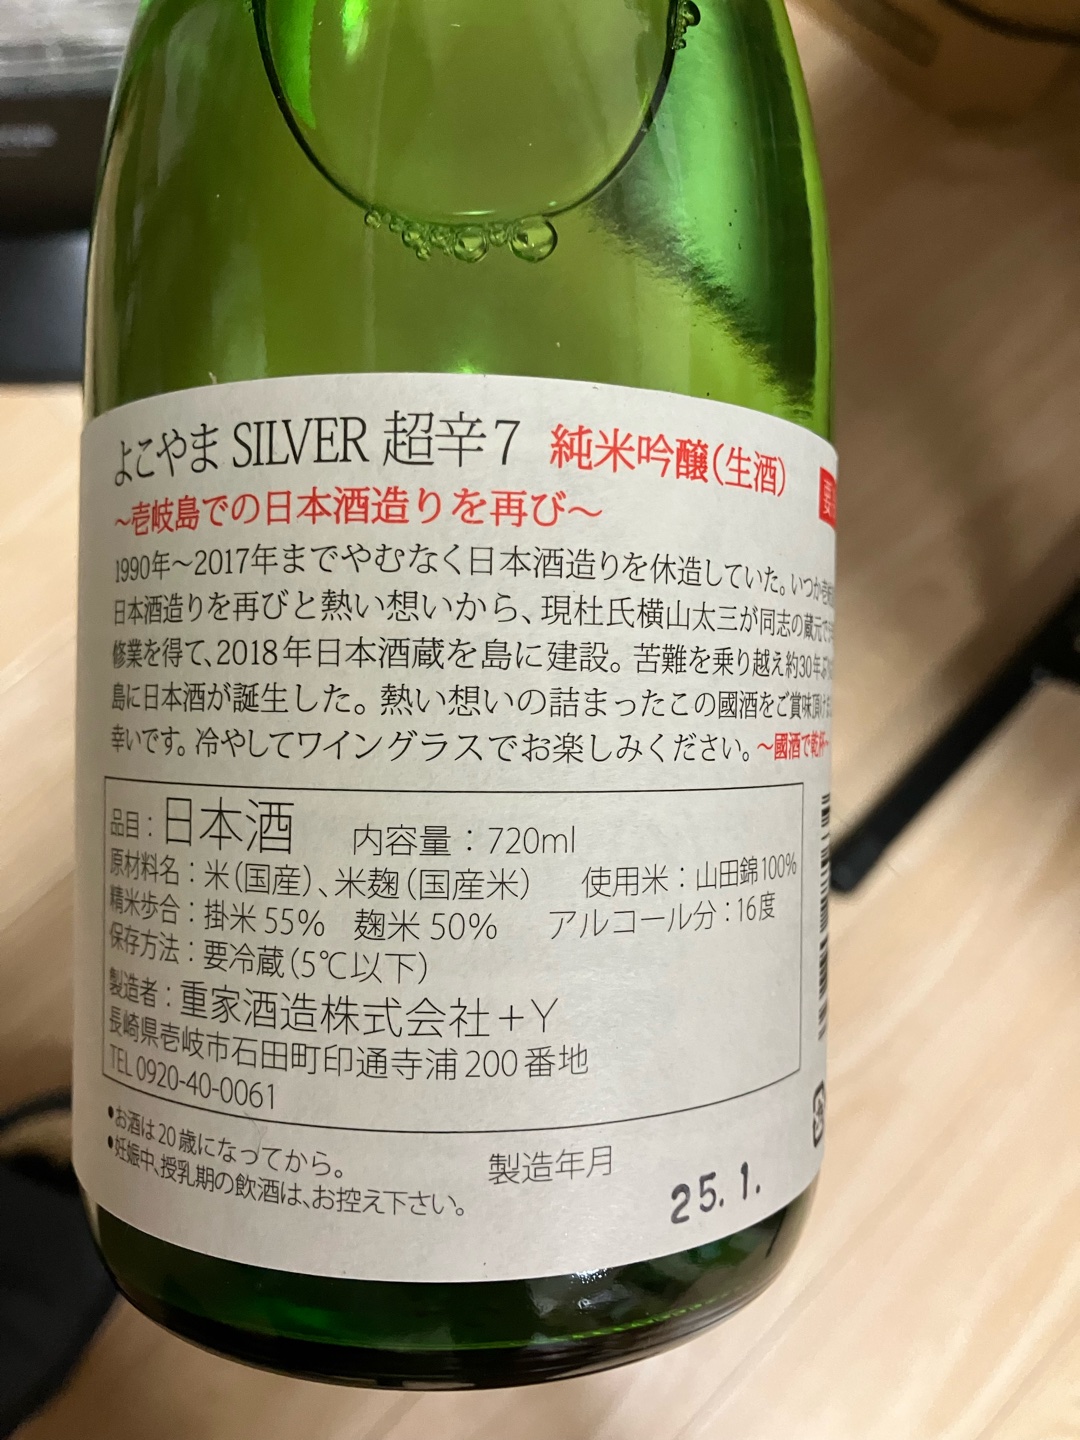 よこやま SILVER 超辛7 純米吟醸(生酒)
～壱岐島での日本酒造りを再び～
1990年～2017年までやむなく日本酒造りを休造していた。いつか壱
日本酒造りを再びと熱い想いから、現杜氏横山太三が同志の蔵元で
修業を得て、2018年日本酒蔵を島に建設。苦難を乗り越え約30年
島に日本酒が誕生した。熱い想いの詰まったこの國酒をご賞味頂け
幸いです。冷やしてワイングラスでお楽しみください。～國酒で乾杯～
品目：日本酒 内容量：720ml
原材料名：米(国産)、米麹(国産米) 使用米：山田錦100%
精米歩合：掛米 55% 麹米 50% アルコール分：16度
保存方法：要冷蔵(5℃以下)
製造者：重家酒造株式会社＋Y
長崎県壱岐市石田町印通寺浦200番地
TEL 0920-40-0061
●お酒は20歳になってから。
●妊娠中、授乳期の飲酒は、お控え下さい。
製造年月
25.1.